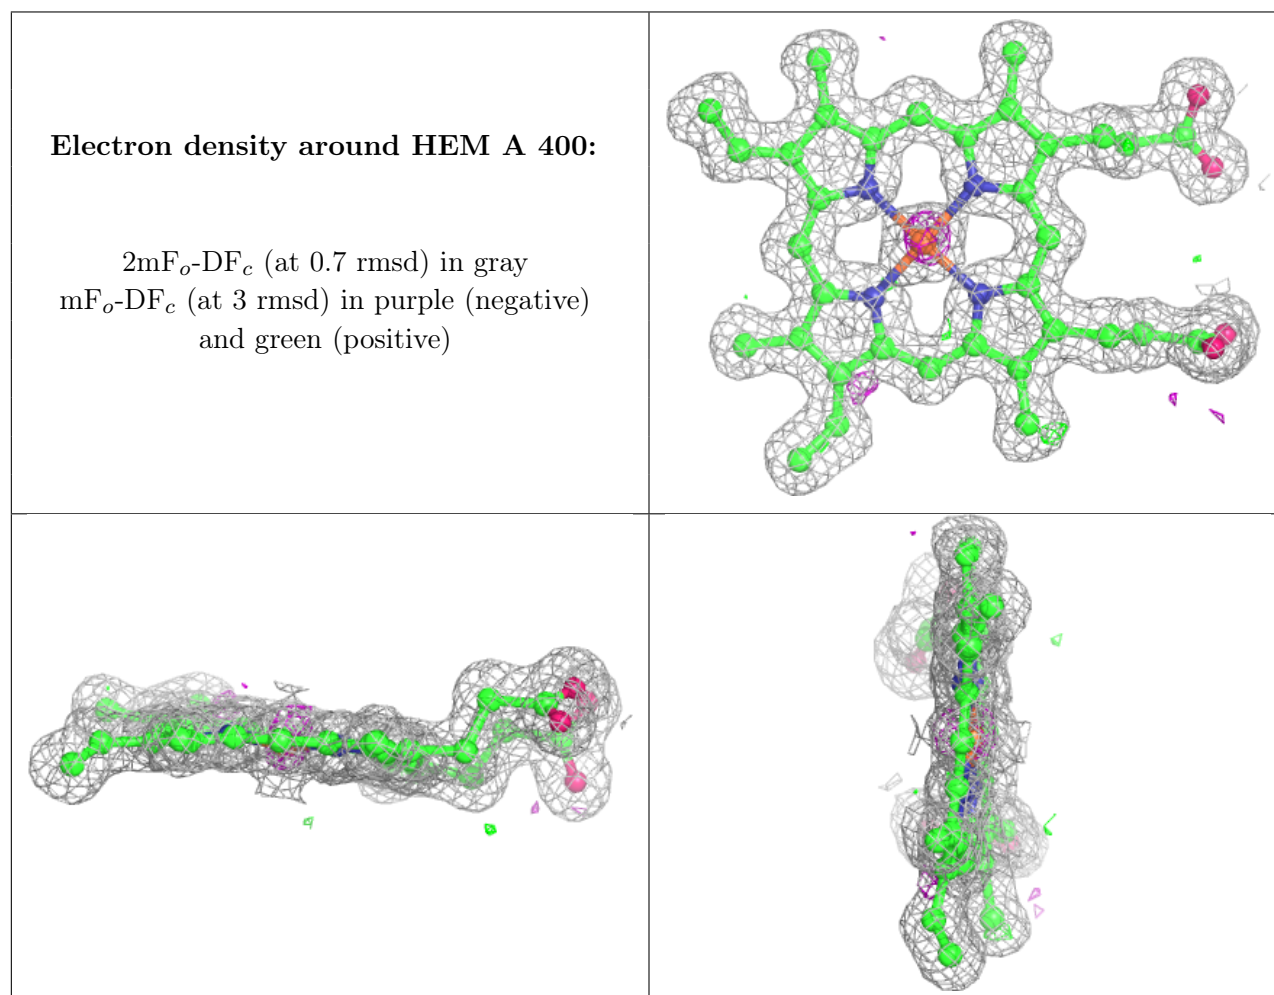 Electron density around HEM A 400:
2mFo-DFc (at 0.7 rmsd) in gray
mFo-DFc (at 3 rmsd) in purple (negative)
and green (positive)